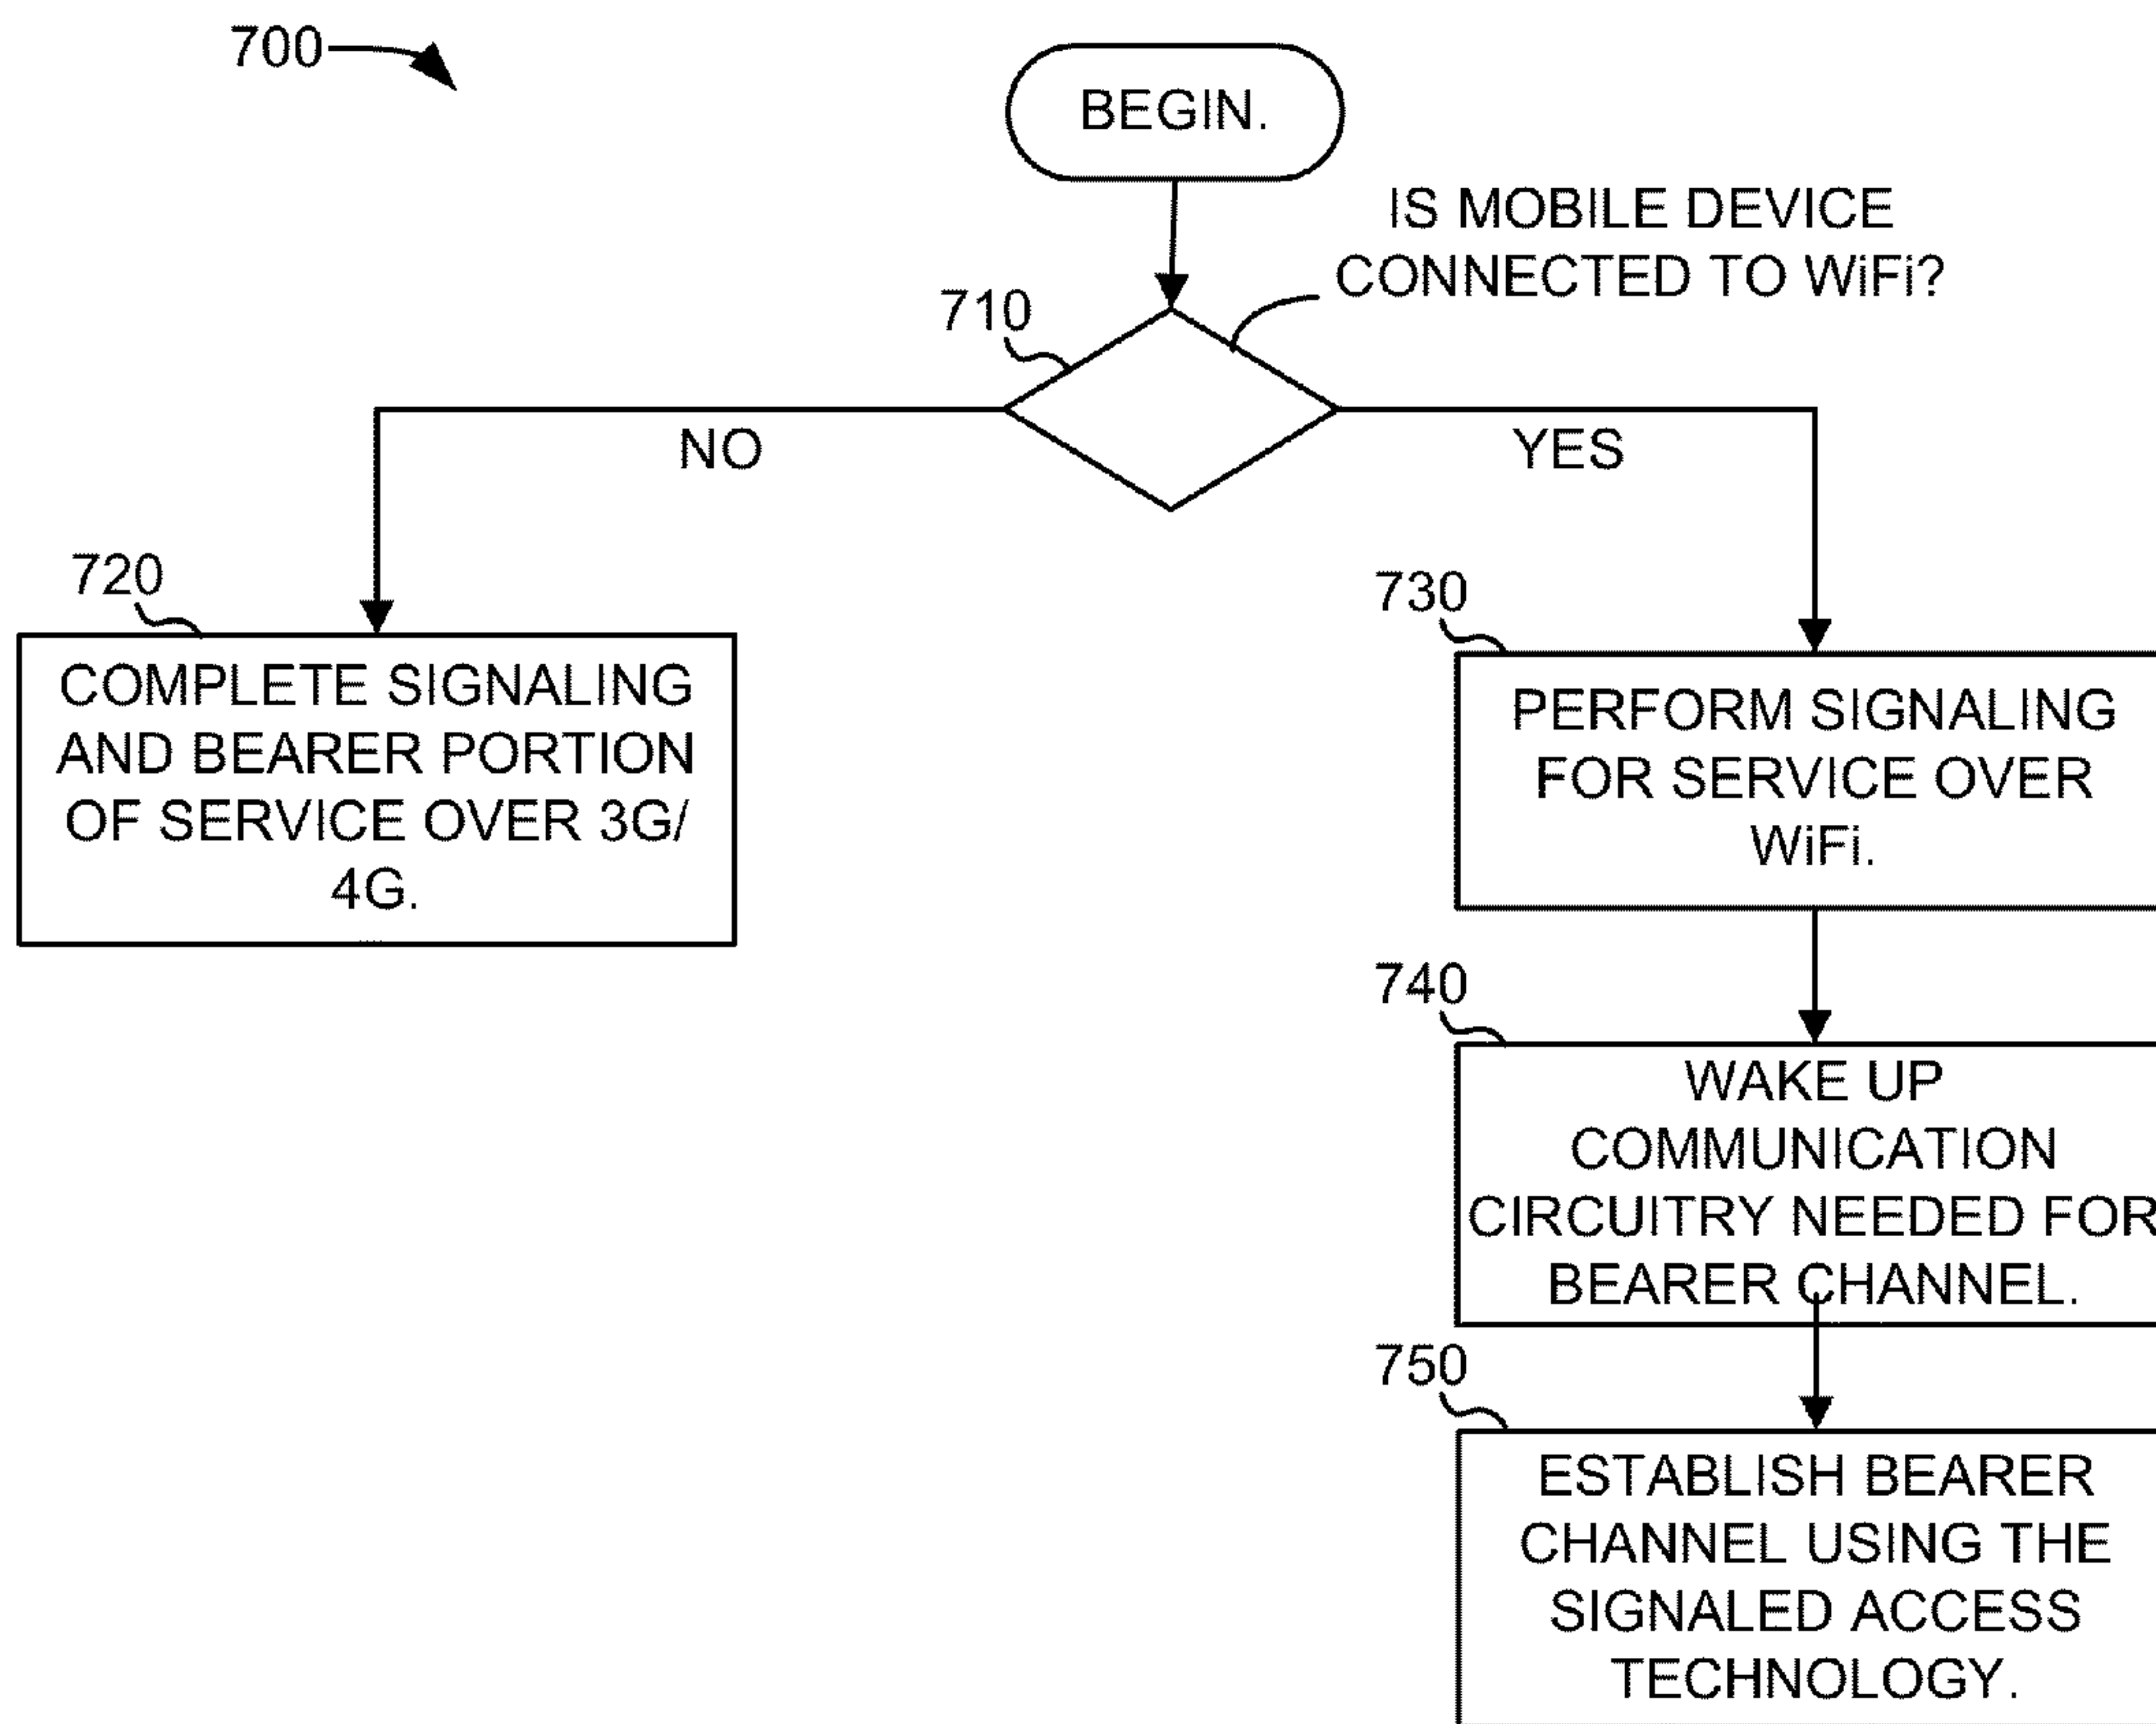 700
BEGIN.
IS MOBILE DEVICE
CONNECTED TO WiFi?
710
NO
YES
720
COMPLETE SIGNALING
AND BEARER PORTION
OF SERVICE OVER 3G/
4G.
730
PERFORM SIGNALING
FOR SERVICE OVER
WiFi.
740
WAKE UP
COMMUNICATION
CIRCUITRY NEEDED FOR
BEARER CHANNEL.
750
ESTABLISH BEARER
CHANNEL USING THE
SIGNALED ACCESS
TECHNOLOGY.